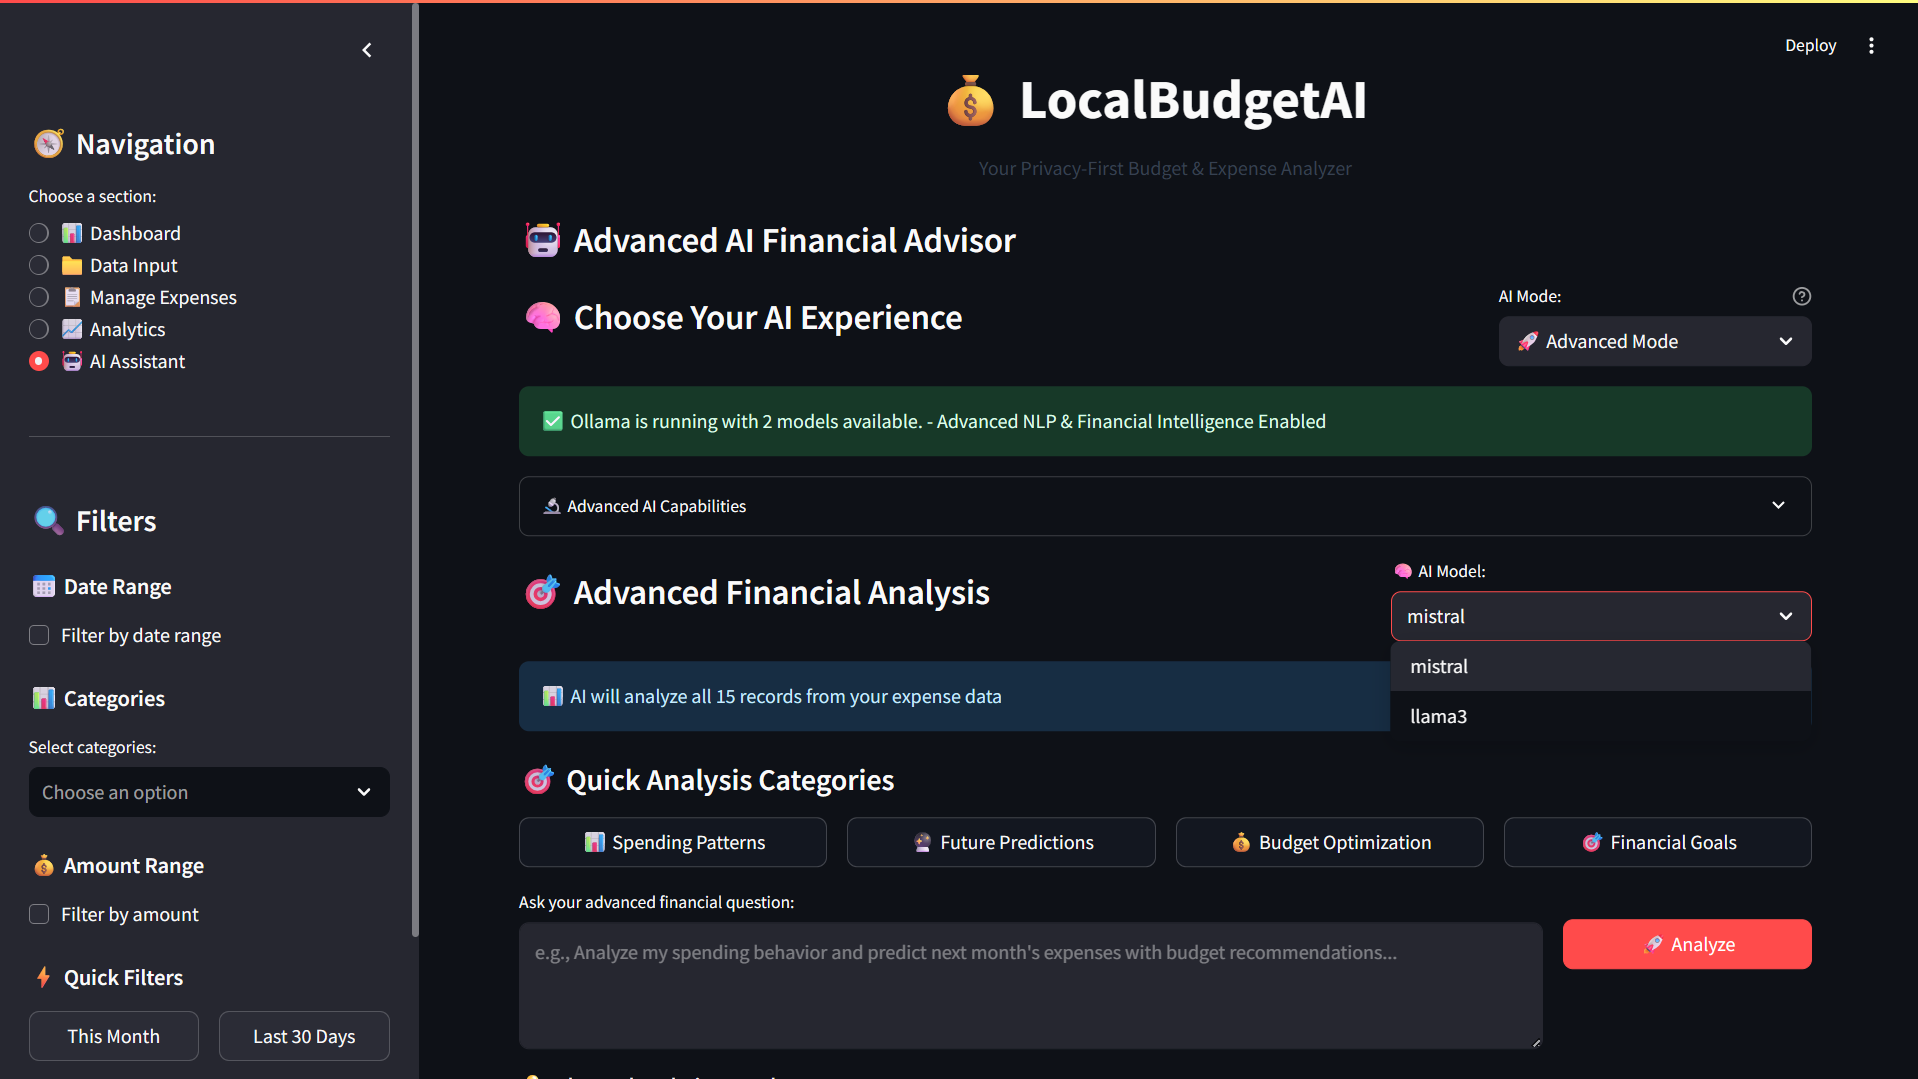 Deploy
LocalBudgetAI
Your Privacy-First Budget & Expense Analyzer
Navigation
Choose a section:
Dashboard
Data Input
Manage Expenses
Analytics
AI Assistant
Filters
Date Range
Filter by date range
Categories
Select categories:
Choose an option
Amount Range
Filter by amount
Quick Filters
This Month
Last 30 Days
Advanced AI Financial Advisor
Choose Your AI Experience
AI Mode:
Advanced Mode
Ollama is running with 2 models available. - Advanced NLP & Financial Intelligence Enabled
Advanced AI Capabilities
Advanced Financial Analysis
AI Model:
mistral
mistral
llama3
AI will analyze all 15 records from your expense data
Quick Analysis Categories
Spending Patterns
Future Predictions
Budget Optimization
Financial Goals
Ask your advanced financial question:
e.g., Analyze my spending behavior and predict next month's expenses with budget recommendations...
Analyze